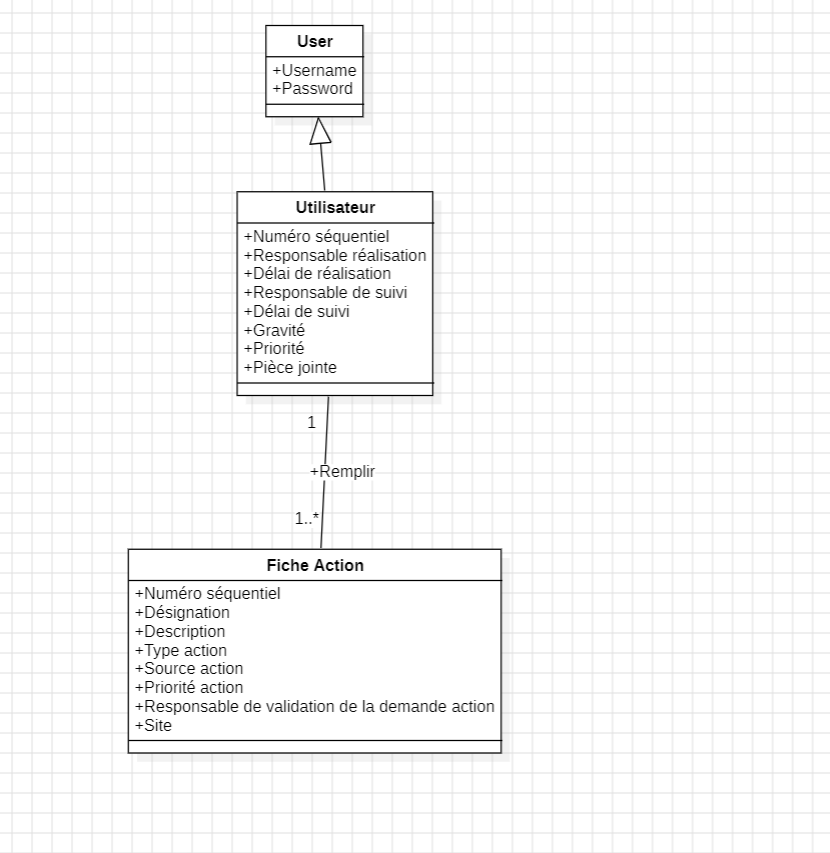 User
+Username
+Password
Utilisateur
+Numéro séquentiel
+Responsable réalisation
+Délai de réalisation
+Responsable de suivi
+Délai de suivi
+Gravité
+Priorité
+Pièce jointe
1
+Remplir
1..*
Fiche Action
+Numéro séquentiel
+Désignation
+Description
+Type action
+Source action
+Priorité action
+Responsable de validation de la demande action
+Site